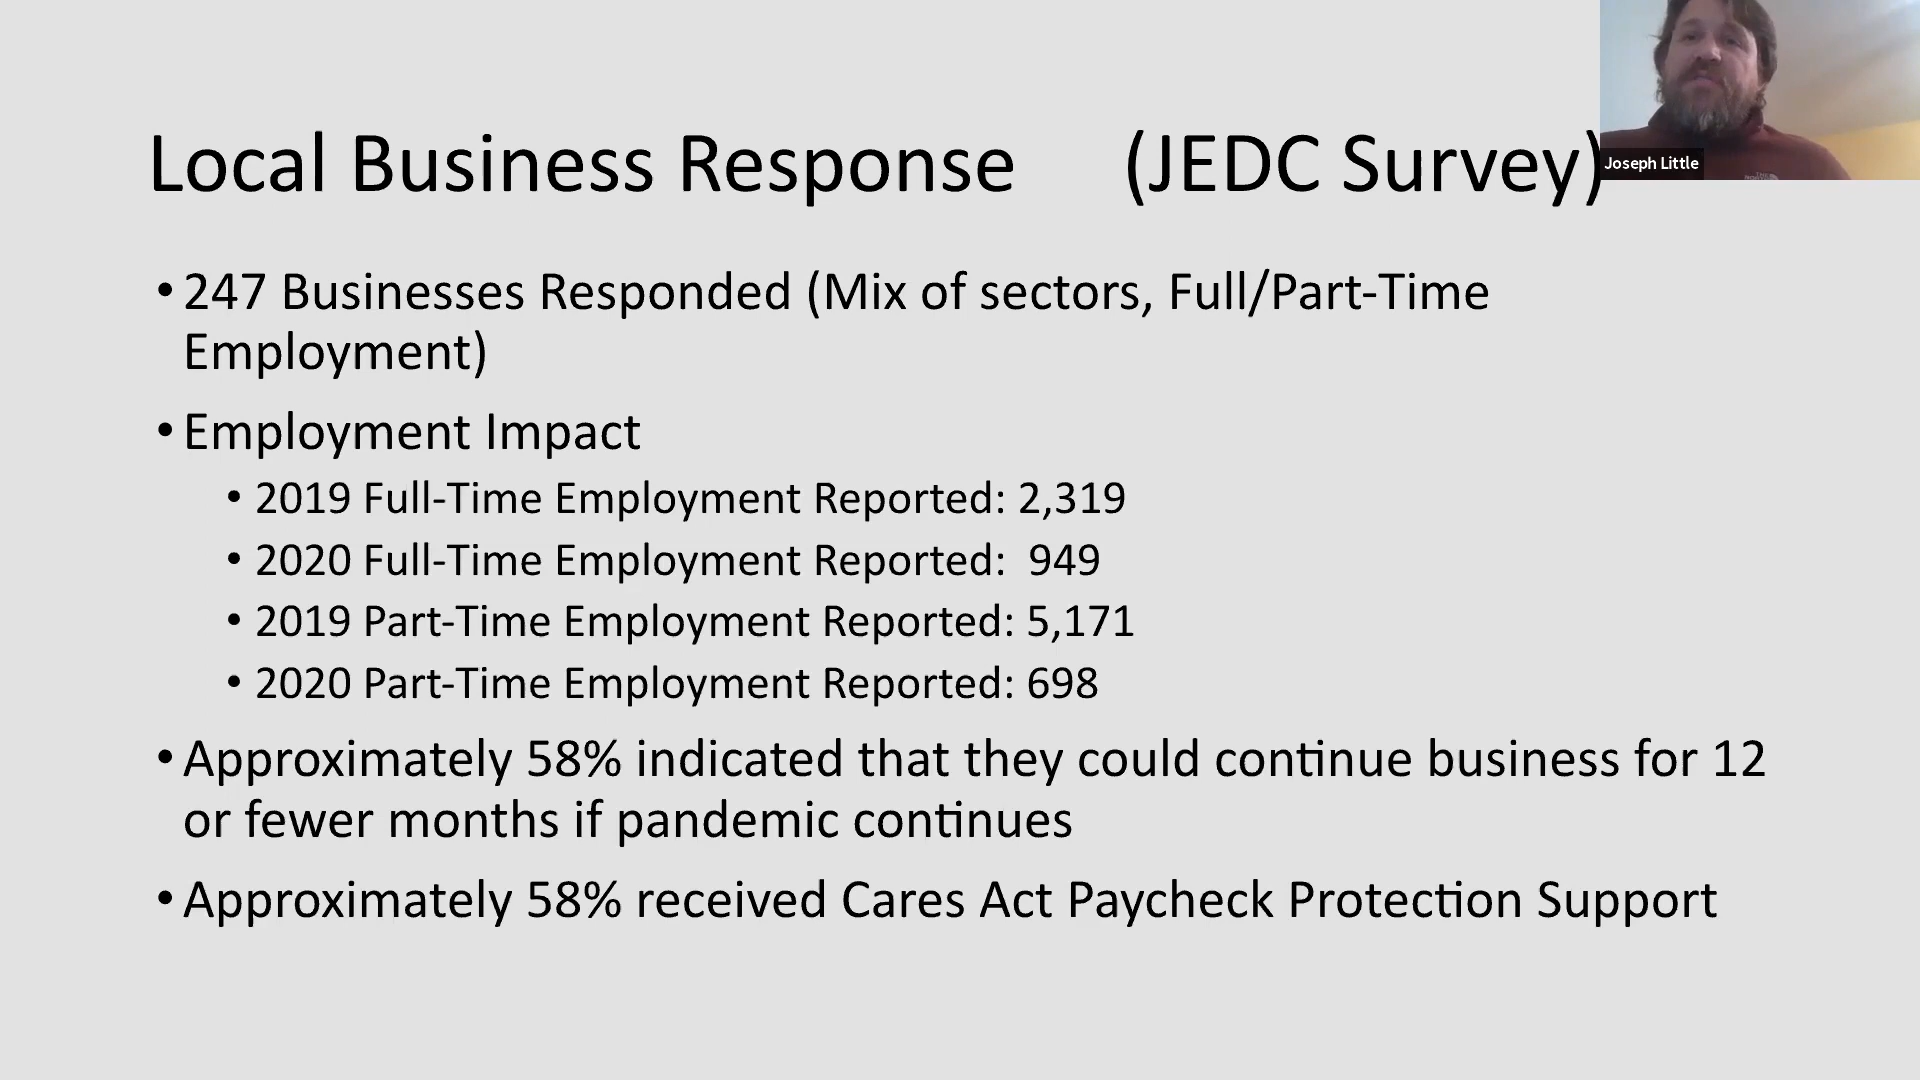 Local Business Response (JEDC Survey)
Joseph Little
• 247 Businesses Responded (Mix of sectors, Full/Part-Time
Employment)
• Employment Impact
• 2019 Full-Time Employment Reported: 2,319
• 2020 Full-Time Employment Reported: 949
• 2019 Part-Time Employment Reported: 5,171
• 2020 Part-Time Employment Reported: 698
• Approximately 58% indicated that they could continue business for 12
or fewer months if pandemic continues
• Approximately 58% received Cares Act Paycheck Protection Support